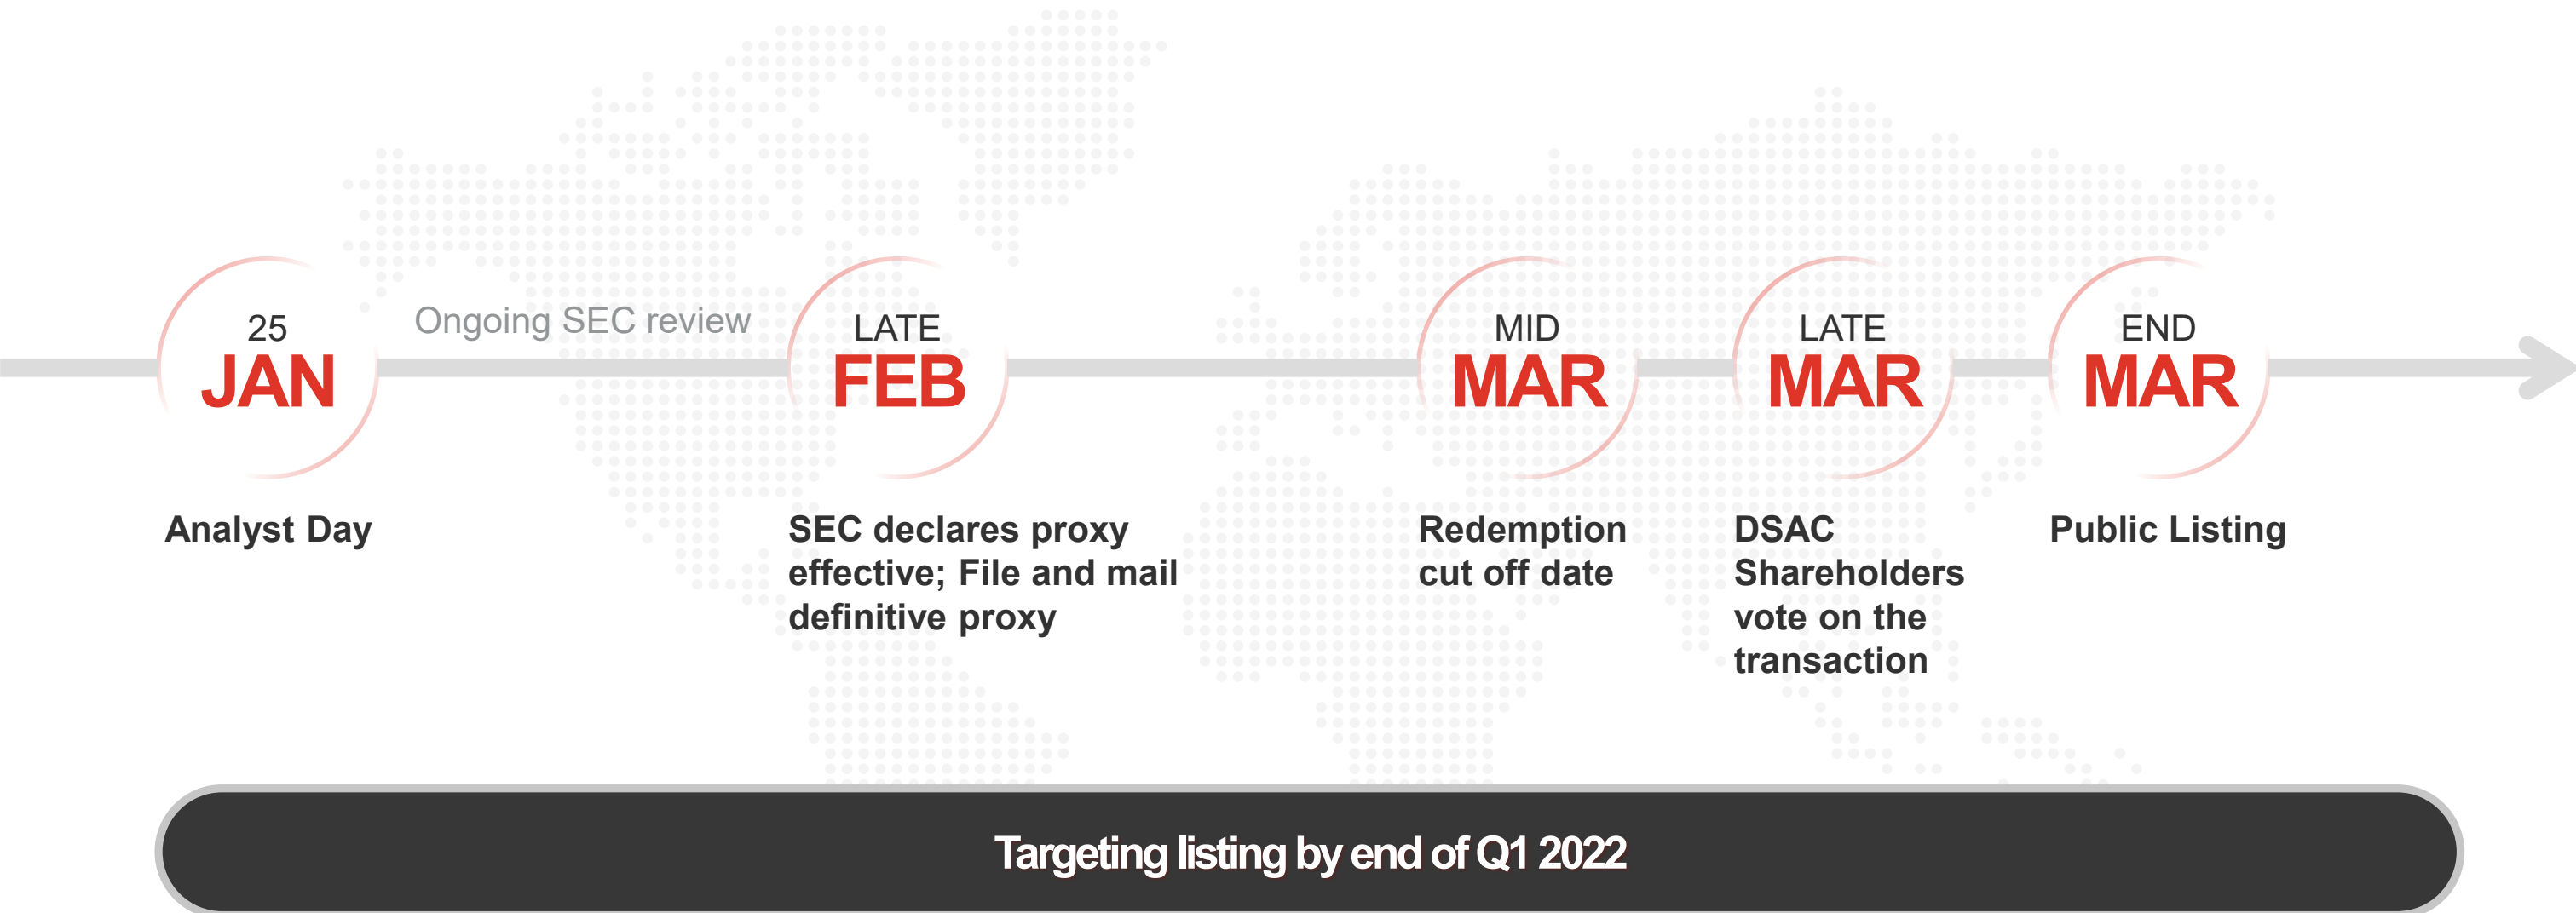 25
JAN
Analyst Day
Ongoing SEC review
LATE
FEB
SEC declares proxy
effective; File and mail
definitive proxy
MID
MAR
Redemption
cut off date
LATE
MAR
DSAC
Shareholders
vote on the
transaction
END
MAR
Public Listing
Targeting listing by end of Q1 2022